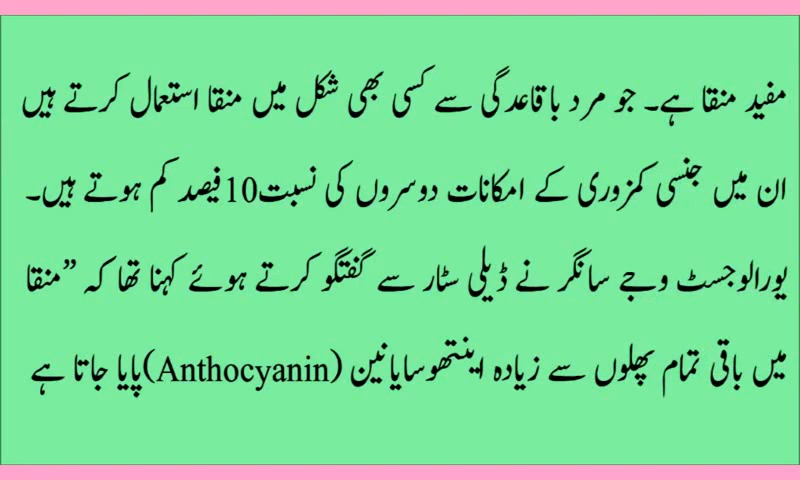 مفید منقا ہے۔ جو مرد باقاعدگی سے کسی بھی شکل میں منقا استعمال کرتے ہیں
ان میں جنسی کمزوری کے امکانات دوسروں کی نسبت10فیصد کم ہوتے ہیں۔
یورالوجسٹ وجے سانگر نے ڈیلی سٹار سے گفتگو کرتے ہوئے کہنا تھا کہ ”منقا
میں باقی تمام پھلوں سے زیادہ اینتھوسایانین (Anthocyanin)پایا جاتا ہے